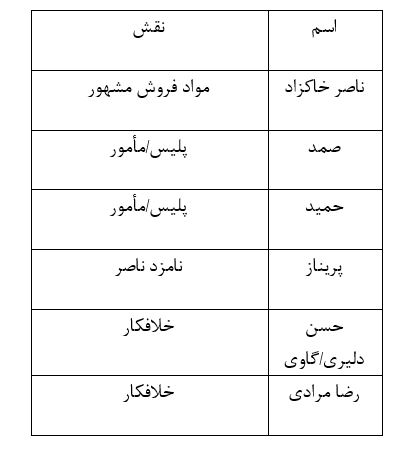 اسم نقش
ناصر خاکزاد مواد فروش مشهور
صمد پلیس/مأمور
حمید پلیس/مأمور
پریناز نامزد ناصر
حسن خلافکار
دلیری/گاوی
رضا مرادی خلافکار